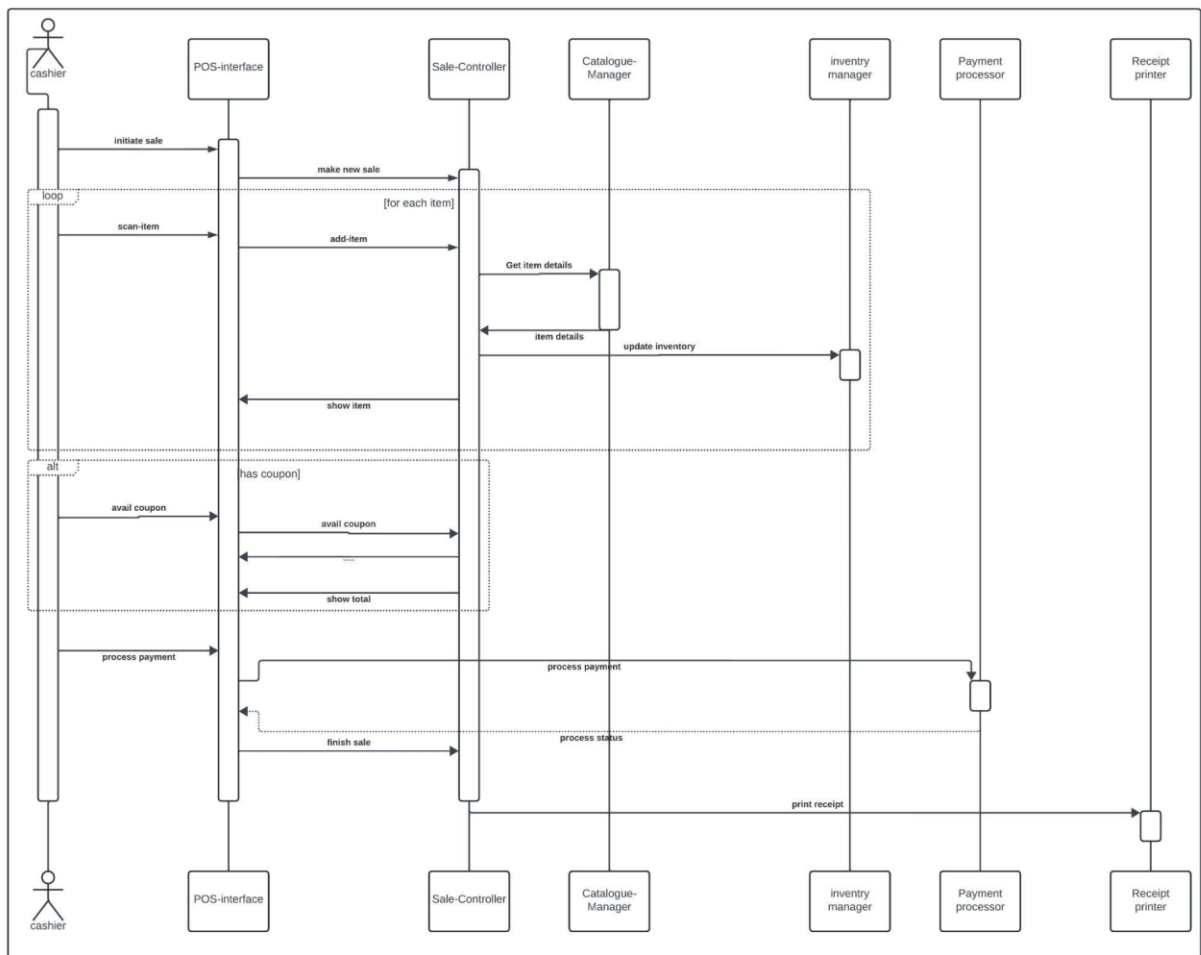 cashier
POS-interface
Sale-Controller
Catalogue-
Manager
inventry
manager
Payment
processor
Receipt
printer
initiate sale
make new sale
loop
[for each item]
scan-item
add-item
Get item details
item details
update inventory
show item
alt
[has coupon]
avail coupon
avail coupon
....
show total
process payment
process payment
process status
finish sale
print receipt
cashier
POS-interface
Sale-Controller
Catalogue-
Manager
inventry
manager
Payment
processor
Receipt
printer